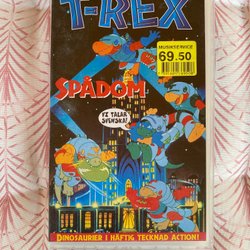 T-REX
MUSIKSERVICE
69.50
SPÅDOM
VI TALAR
SVENSKA!
DINOSAURIER I HÄFTIG TECKNAD ACTION!